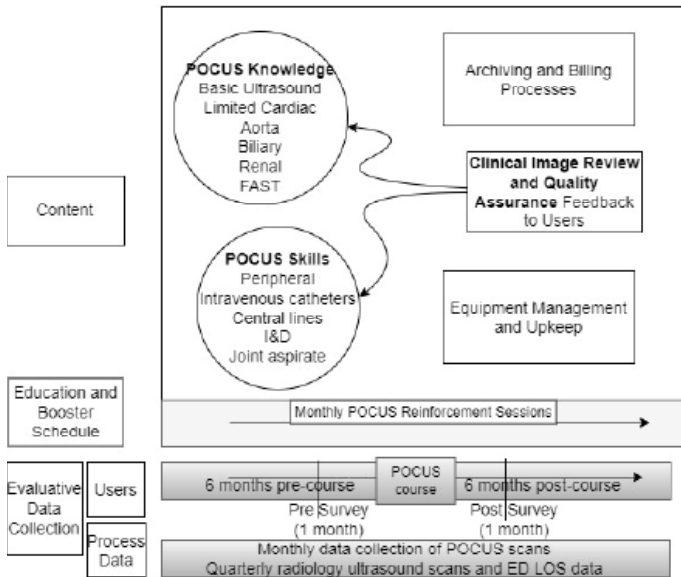 POCUS Knowledge
Basic Ultrasound
Limited Cardiac
Aorta
Biliary
Renal
FAST
Archiving and Billing
Processes
Clinical Image Review
and Quality
Assurance Feedback
to Users
Content
POCUS Skills
Peripheral
Intravenous catheters
Central lines
I&D
Joint aspirate
Equipment Management
and Upkeep
Education and
Booster
Schedule
Monthly POCUS Reinforcement Sessions
Evaluative
Data
Collection
Users
6 months pre-course
POCUS
course
6 months post-course
Pre Survey
(1 month)
Post Survey
(1 month)
Process
Data
Monthly data collection of POCUS scans
Quarterly radiology ultrasound scans and ED LOS data